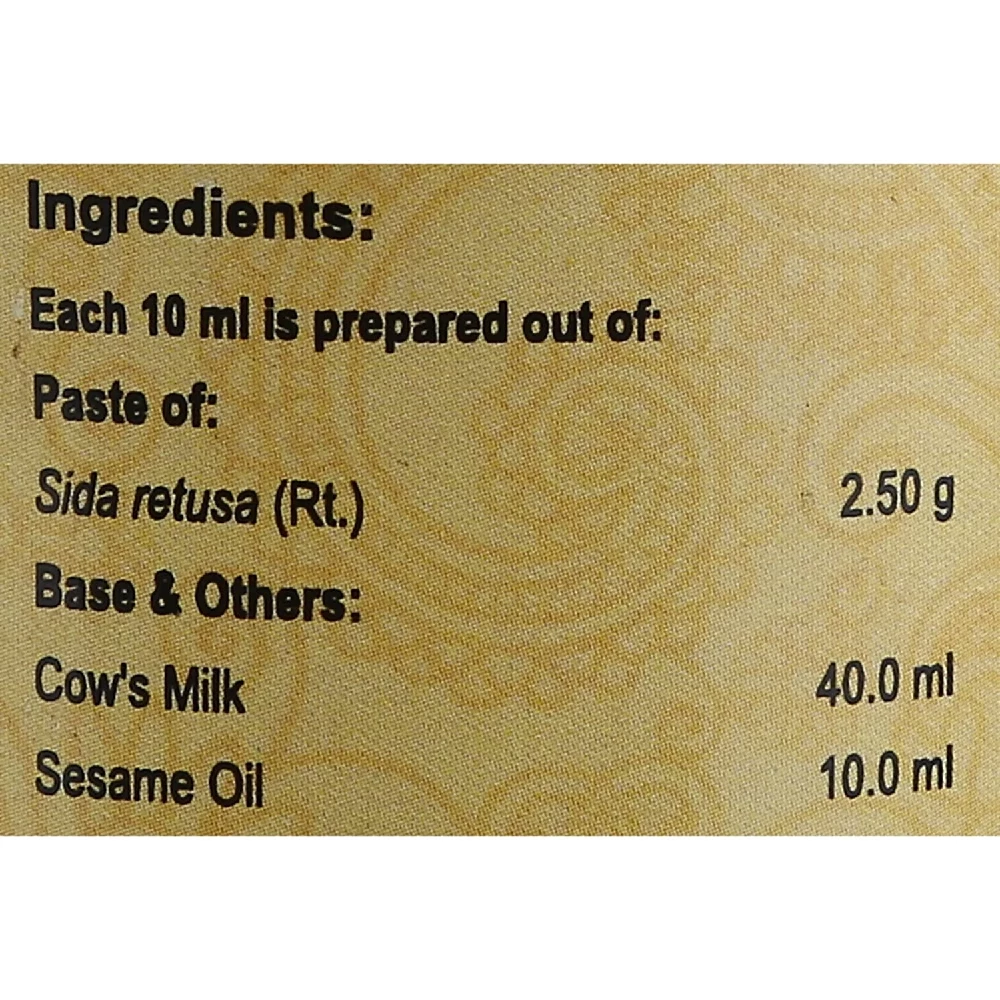 Ingredients:
Each 10 ml is prepared out of:
Paste of:
Sida retusa (Rt.) 2.50 g
Base & Others:
Cow's Milk 40.0 ml
Sesame Oil 10.0 ml